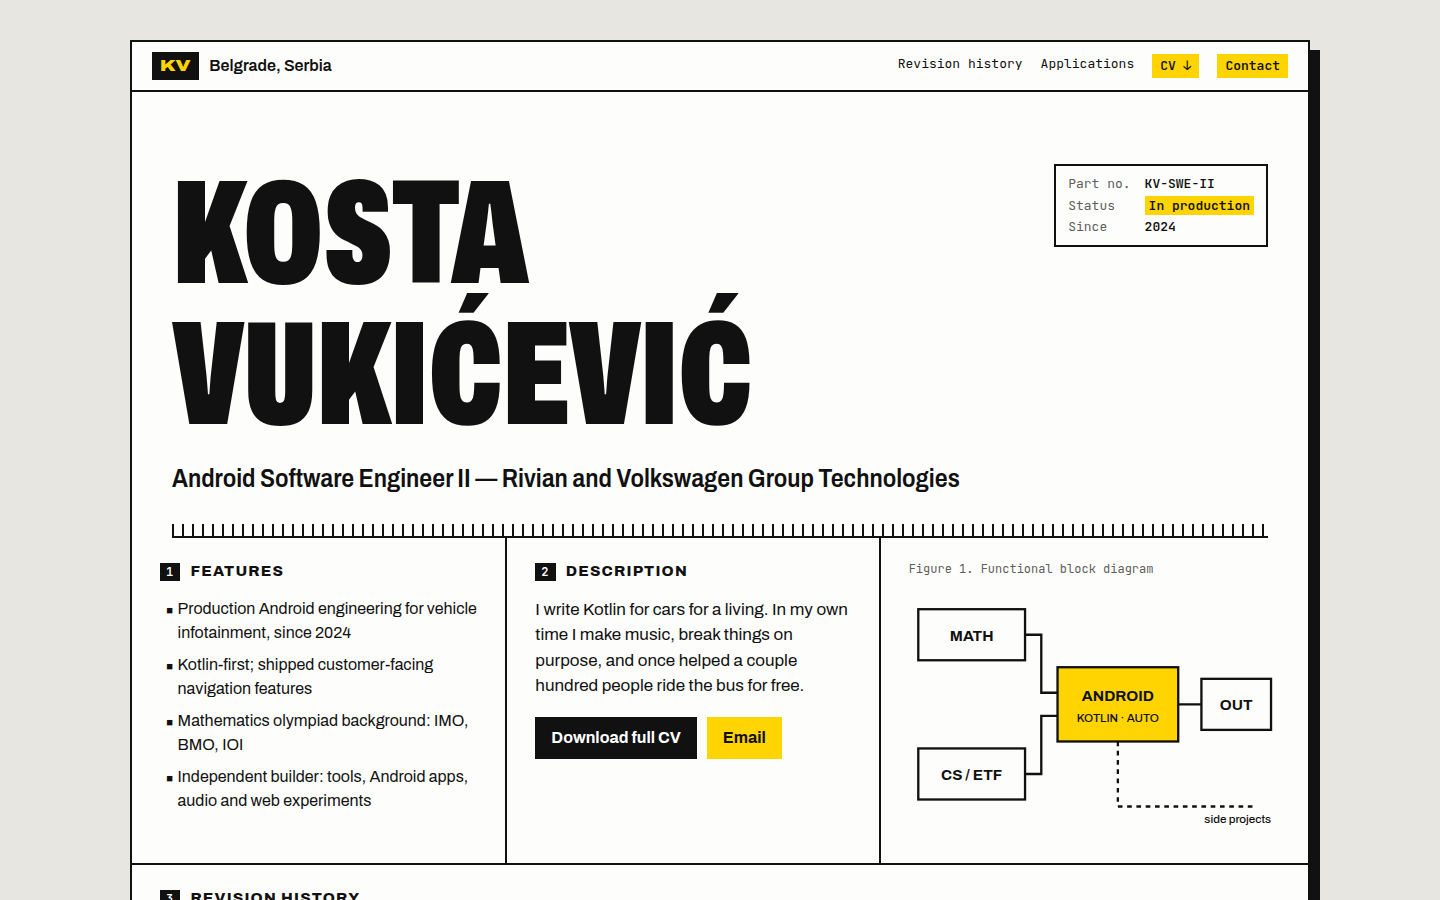 KV Belgrade, Serbia
Revision history Applications CV ↓ Contact
KOSTA
VUKIĆEVIĆ
Part no. KV-SWE-II
Status In production
Since 2024
Android Software Engineer II — Rivian and Volkswagen Group Technologies
1 FEATURES
▪ Production Android engineering for vehicle
infotainment, since 2024
▪ Kotlin-first; shipped customer-facing
navigation features
▪ Mathematics olympiad background: IMO,
BMO, IOI
▪ Independent builder: tools, Android apps,
audio and web experiments
2 DESCRIPTION
I write Kotlin for cars for a living. In my own
time I make music, break things on
purpose, and once helped a couple
hundred people ride the bus for free.
Download full CV Email
Figure 1. Functional block diagram
MATH
ANDROID
KOTLIN · AUTO
OUT
CS / ETF
side projects
3 REVISION HISTORY